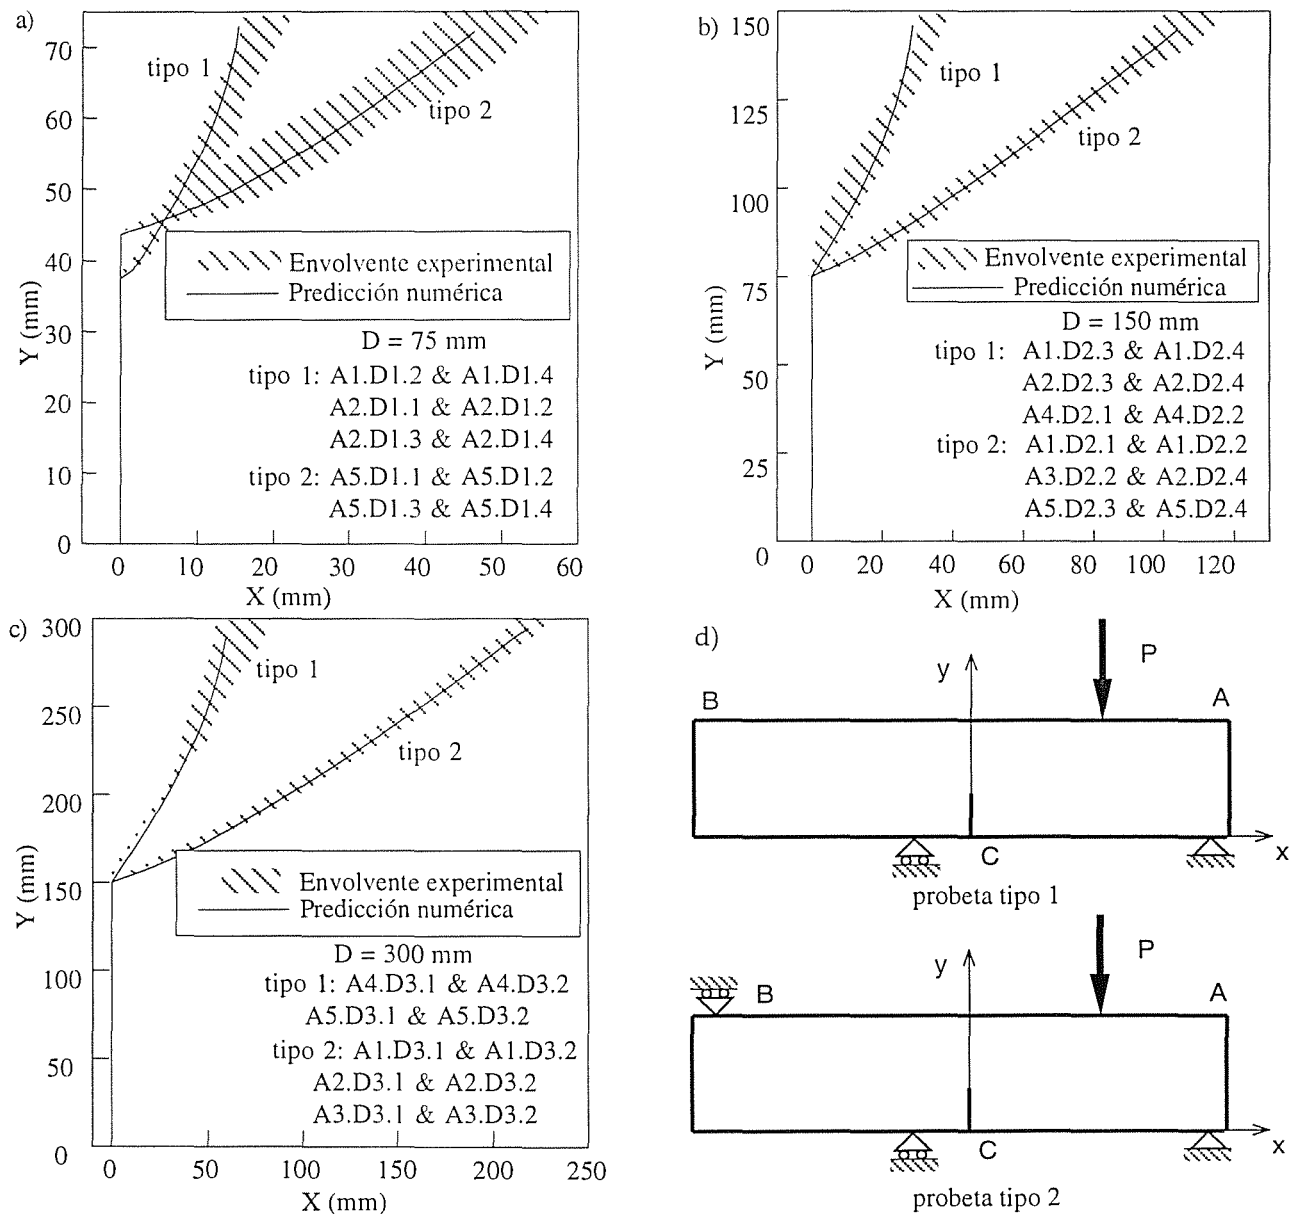 a)
70
60
50
40
30
20
10
0
Y (mm)
tipo 1
tipo 2
Envolvente experimental
Predicción numérica
D = 75 mm
tipo 1: A1.D1.2 & A1.D1.4
A2.D1.1 & A2.D1.2
A2.D1.3 & A2.D1.4
tipo 2: A5.D1.1 & A5.D1.2
A5.D1.3 & A5.D1.4
0 10 20 30 40 50 60
X (mm)
b)
150
125
100
75
50
25
0
Y (mm)
tipo 1
tipo 2
Envolvente experimental
Predicción numérica
D = 150 mm
tipo 1: A1.D2.3 & A1.D2.4
A2.D2.3 & A2.D2.4
A4.D2.1 & A4.D2.2
tipo 2: A1.D2.1 & A1.D2.2
A3.D2.2 & A2.D2.4
A5.D2.3 & A5.D2.4
0 20 40 60 80 100 120
X (mm)
c)
300
250
200
150
100
50
0
Y (mm)
tipo 1
tipo 2
Envolvente experimental
Predicción numérica
D = 300 mm
tipo 1: A4.D3.1 & A4.D3.2
A5.D3.1 & A5.D3.2
tipo 2: A1.D3.1 & A1.D3.2
A2.D3.1 & A2.D3.2
A3.D3.1 & A3.D3.2
0 50 100 150 200 250
X (mm)
d)
P
y
B
A
C
x
probeta tipo 1
P
y
B
A
C
x
probeta tipo 2